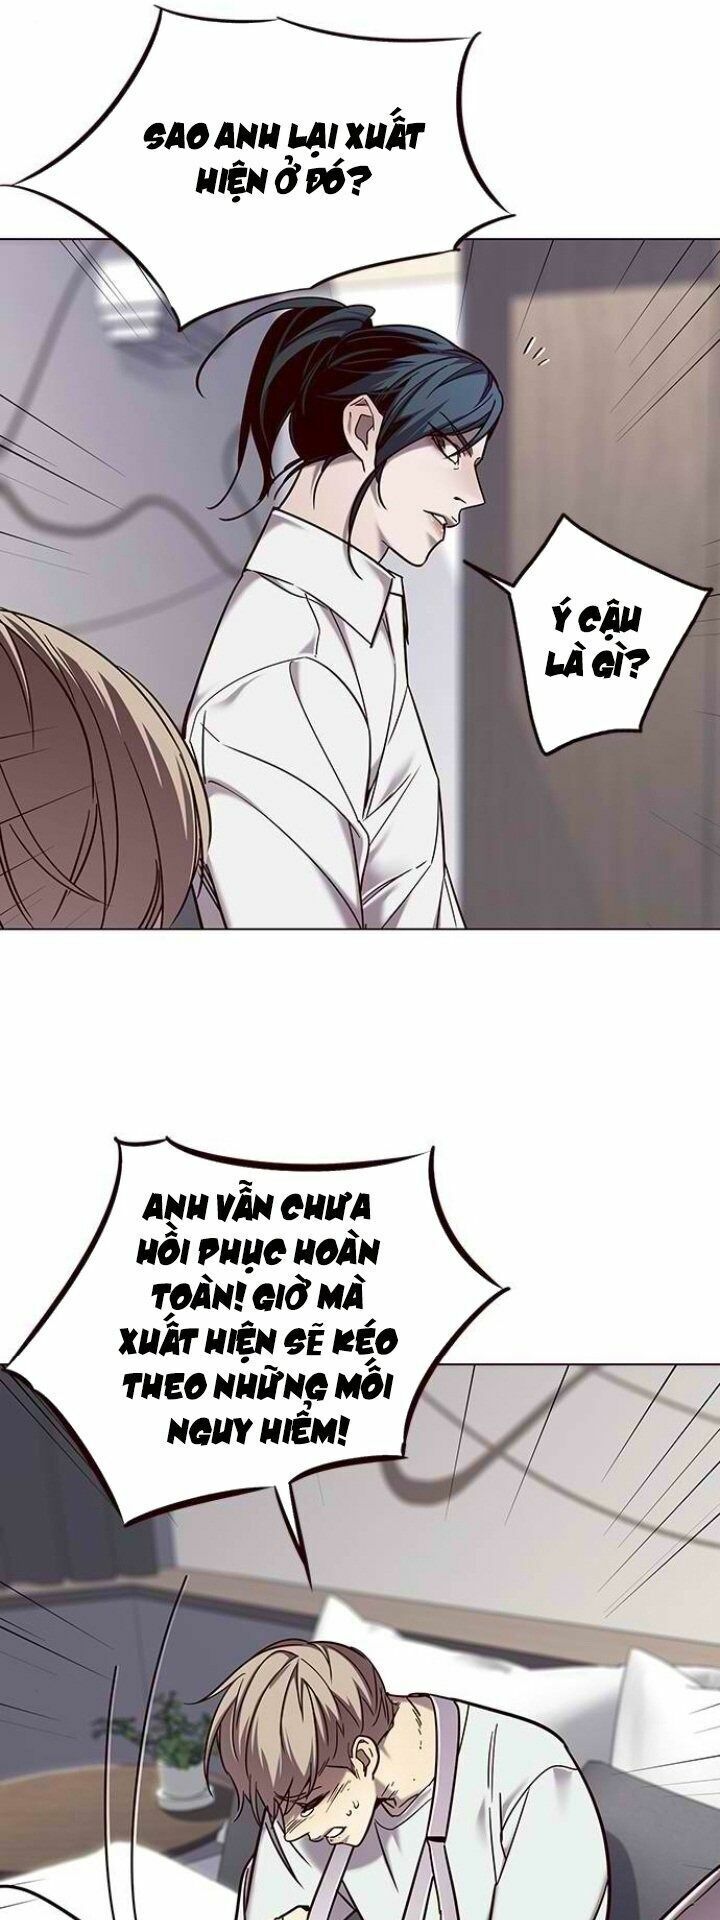 SAO ANH LẠI XUẤT
HIỆN Ở ĐÓ?
Ý CẬU
LÀ GÌ?
ANH VẪN CHƯA
HỒI PHỤC HOÀN
TOÀN! GIỜ MÀ
XUẤT HIỆN SẼ KÉO
THEO NHỮNG MỐI
NGUY HIỂM!